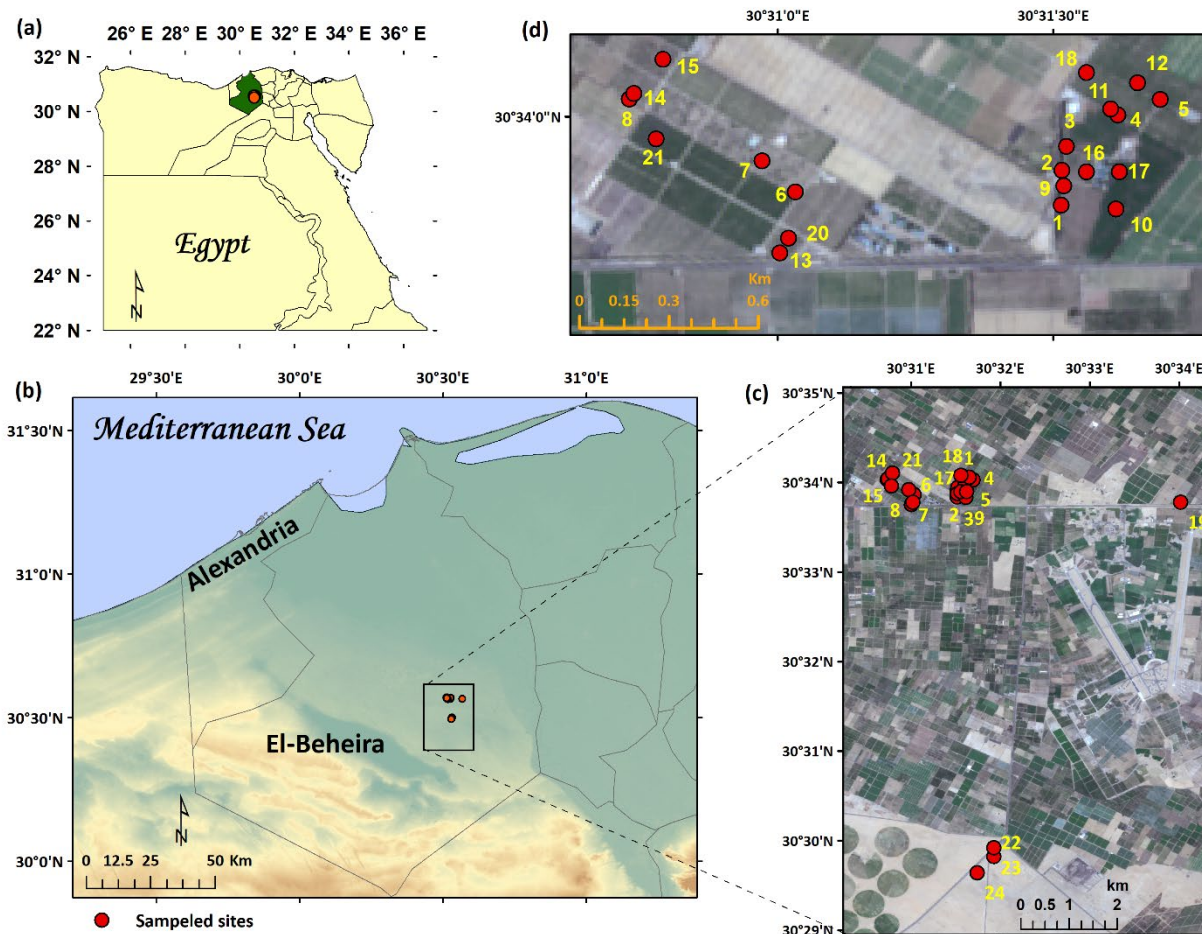 (a)
26° E 28° E 30° E 32° E 34° E 36° E
32° N
30° N
28° N
26° N
24° N
22° N
Egypt
N
(d)
30°31'0"E
30°31'30"E
30°34'0"N
15
14
8
21
7
6
20
13
18
12
11
5
3
4
2
16
17
9
1
10
Km
0 0.15 0.3 0.6
(b)
29°30'E 30°0'E 30°30'E 31°0'E
31°30'N
31°0'N
30°30'N
30°0'N
Mediterranean Sea
Alexandria
El-Beheira
N
0 12.5 25 50 Km
Sampeled sites
(c)
30°31'E 30°32'E 30°33'E 30°34'E
30°35'N
30°34'N
30°33'N
30°32'N
30°31'N
30°30'N
30°29'N
14 21
181
17
4
6
15
5
8 7
2 39
19
22
23
24
km
0 0.5 1 2